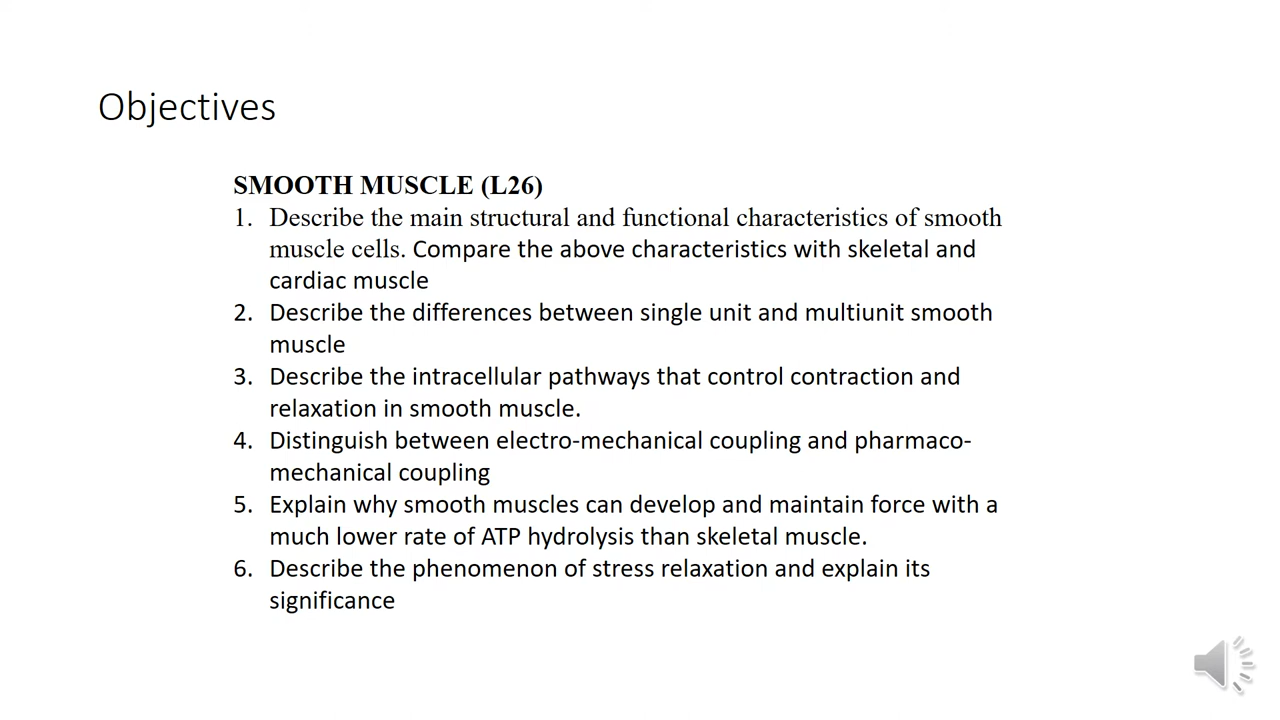 Objectives
SMOOTH MUSCLE (L26)
1. Describe the main structural and functional characteristics of smooth
muscle cells. Compare the above characteristics with skeletal and
cardiac muscle
2. Describe the differences between single unit and multiunit smooth
muscle
3. Describe the intracellular pathways that control contraction and
relaxation in smooth muscle.
4. Distinguish between electro-mechanical coupling and pharmaco-
mechanical coupling
5. Explain why smooth muscles can develop and maintain force with a
much lower rate of ATP hydrolysis than skeletal muscle.
6. Describe the phenomenon of stress relaxation and explain its
significance